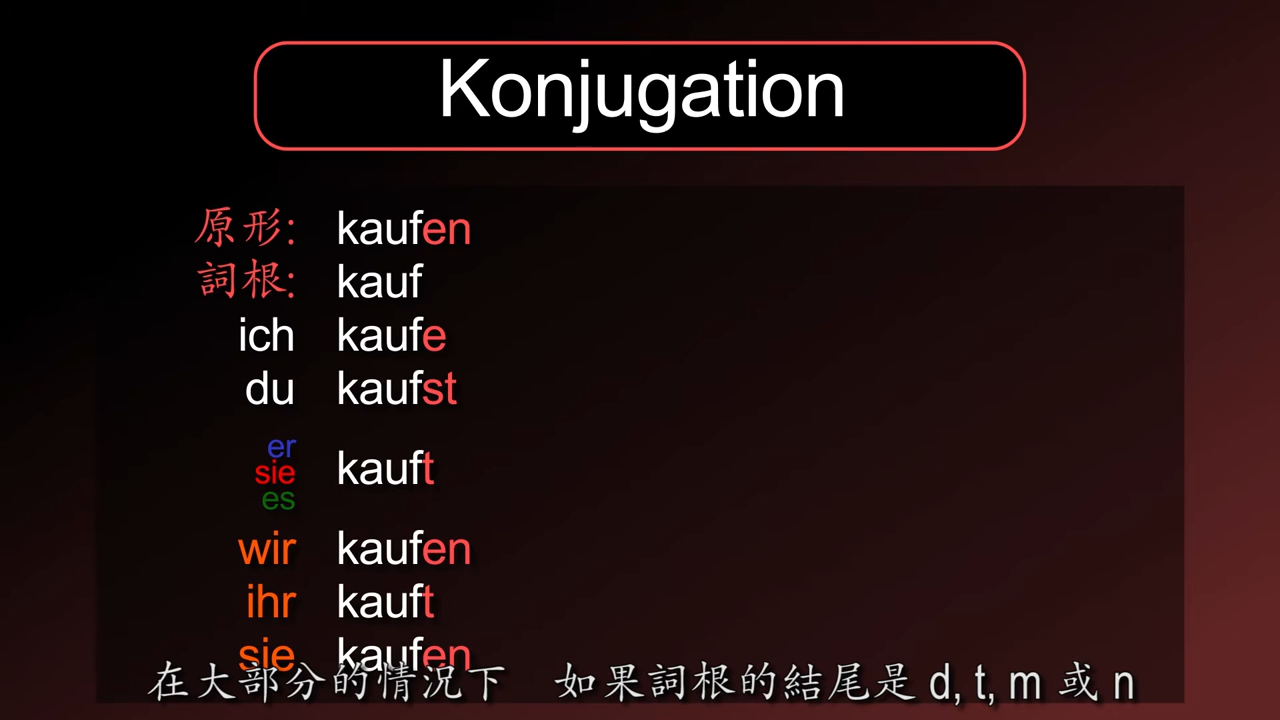 Konjugation
原形: kaufen
詞根: kauf
ich kaufe
du kaufst
er
sie
es
kauft
wir kaufen
ihr kauft
sie kaufen
在大部分的情況下 如果詞根的結尾是 d, t, m 或 n